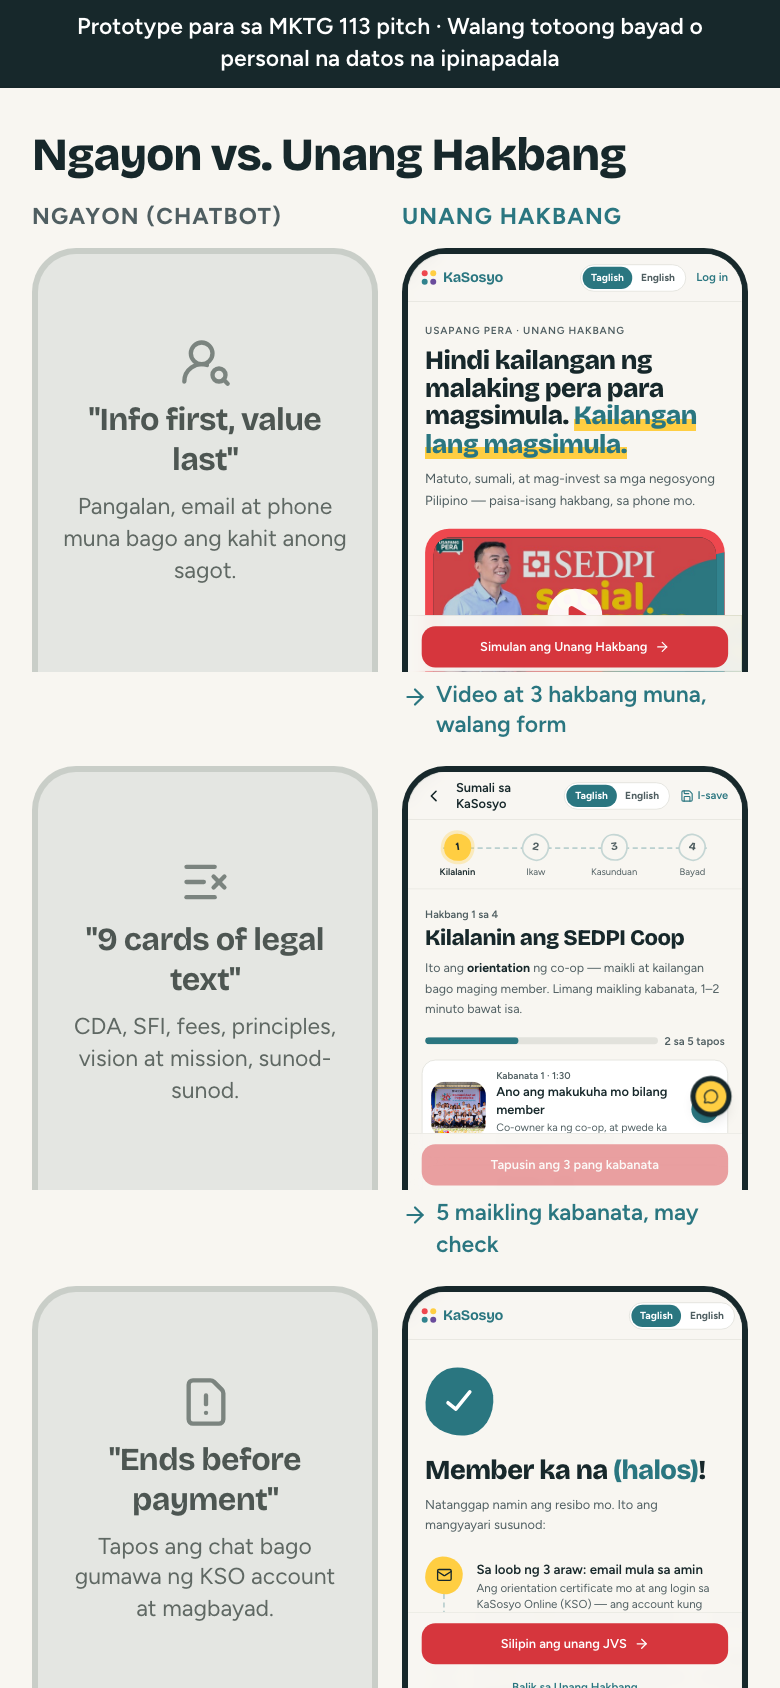 Prototype para sa MKTG 113 pitch · Walang totoong bayad o
personal na datos na ipinapadala
Ngayon vs. Unang Hakbang
NGAYON (CHATBOT)
UNANG HAKBANG
"Info first, value
last"
Pangalan, email at phone
muna bago ang kahit anong
sagot.
KaSosyo
Taglish
English
Log in
USAPANG PERA · UNANG HAKBANG
Hindi kailangan ng
malaking pera para
magsimula. Kailangan
lang magsimula.
Matuto, sumali, at mag-invest sa mga negosyong
Pilipino — paisa-isang hakbang, sa phone mo.
USAPANG
PERA
SEDPI
social.
Simulan ang Unang Hakbang →
→ Video at 3 hakbang muna,
walang form
"9 cards of legal
text"
CDA, SFI, fees, principles,
vision at mission, sunod-
sunod.
Sumali sa
KaSosyo
Taglish
English
I-save
1
2
3
4
Kilalanin
Ikaw
Kasunduan
Bayad
Hakbang 1 sa 4
Kilalanin ang SEDPI Coop
Ito ang orientation ng co-op — maikli at kailangan
bago maging member. Limang maikling kabanata, 1–2
minuto bawat isa.
2 sa 5 tapos
Kabanata 1 · 1:30
Ano ang makukuha mo bilang
member
Co-owner ka ng co-op, at pwede ka
Tapusin ang 3 pang kabanata
→ 5 maikling kabanata, may
check
"Ends before
payment"
Tapos ang chat bago
gumawa ng KSO account
at magbayad.
KaSosyo
Taglish
English
Member ka na (halos)!
Natanggap namin ang resibo mo. Ito ang
mangyayari susunod:
Sa loob ng 3 araw: email mula sa amin
Ang orientation certificate mo at ang login sa
KaSosyo Online (KSO) — ang account kung
Silipin ang unang JVS →
Balik sa Unang Hakbang